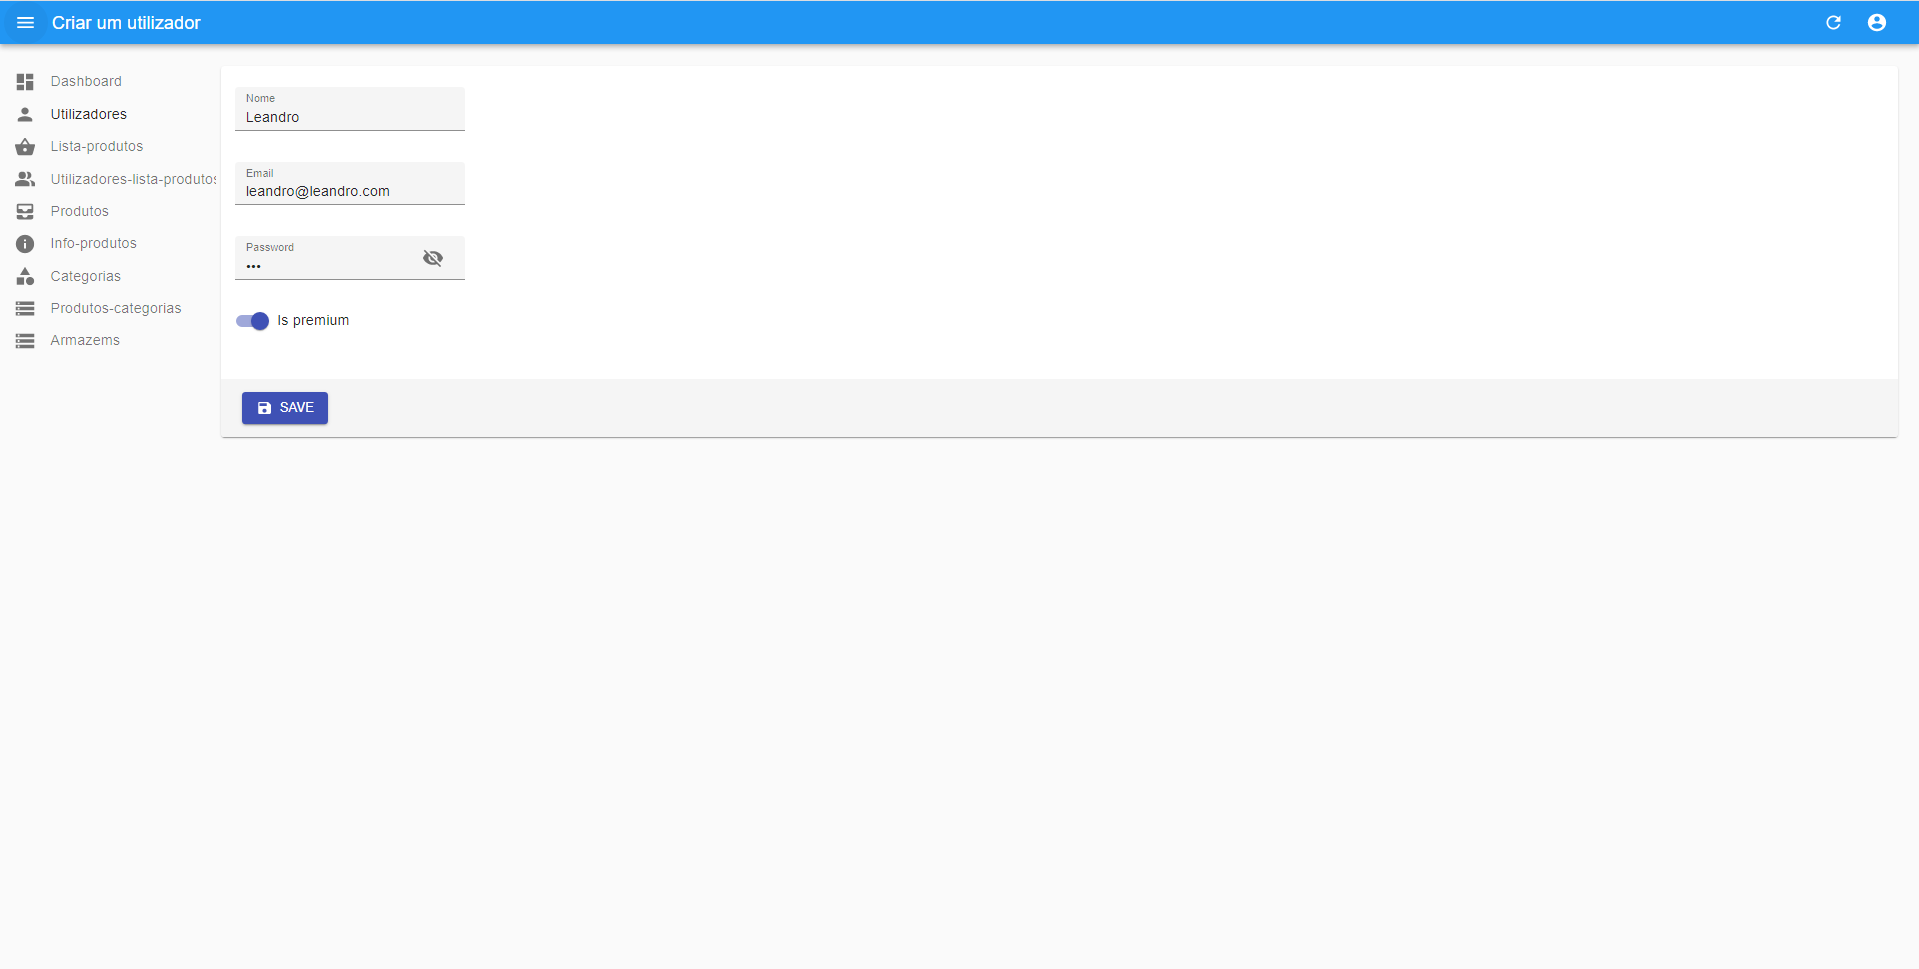 Criar um utilizador
Dashboard
Utilizadores
Lista-produtos
Utilizadores-lista-produtos
Produtos
Info-produtos
Categorias
Produtos-categorias
Armazems
Nome
Leandro
Email
leandro@leandro.com
Password
•••
Is premium
SAVE